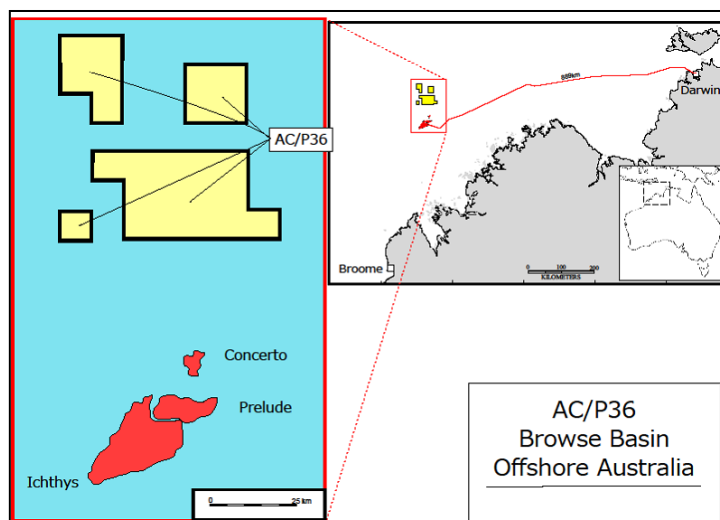 AC/P36
Concerto
Prelude
Ichthys
0 25 km
889km
Darwin
Broome
0 100 200
KILOMETERS
AC/P36
Browse Basin
Offshore Australia